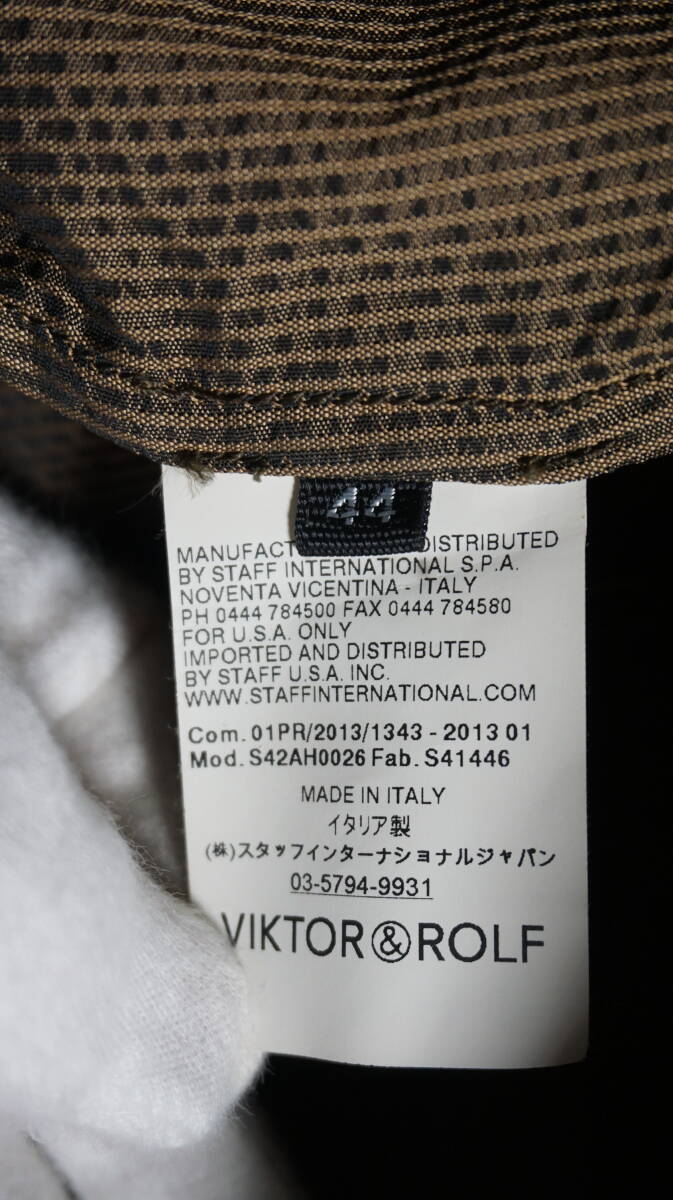 44
MANUFACT DISTRIBUTED
BY STAFF INTERNATIONAL S.P.A.
NOVENTA VICENTINA - ITALY
PH 0444 784500 FAX 0444 784580
FOR U.S.A. ONLY
IMPORTED AND DISTRIBUTED
BY STAFF U.S.A. INC.
WWW.STAFFINTERNATIONAL.COM
Com. 01PR/2013/1343 - 2013 01
Mod. S42AH0026 Fab. S41446
MADE IN ITALY
イタリア製
(株)スタッフインターナショナルジャパン
03-5794-9931
VIKTOR&ROLF